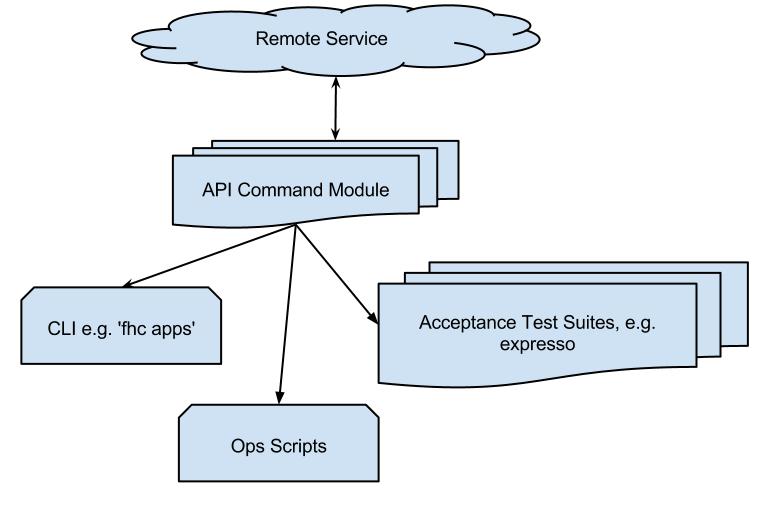 Remote Service
API Command Module
CLI e.g. 'fhc apps'
Acceptance Test Suites, e.g.
expresso
Ops Scripts